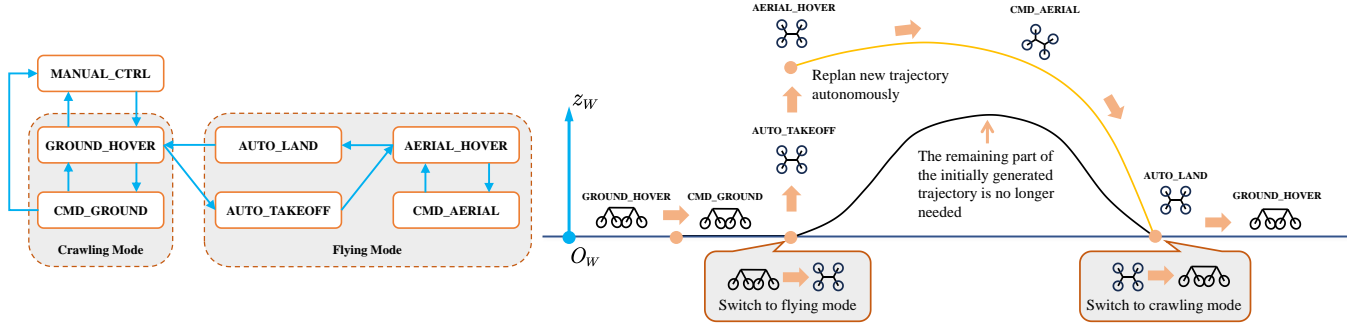 MANUAL_CTRL
GROUND_HOVER
AUTO_LAND
AERIAL_HOVER
CMD_GROUND
AUTO_TAKEOFF
CMD_AERIAL
Crawling Mode
Flying Mode
z_W
O_W
GROUND_HOVER
CMD_GROUND
AUTO_TAKEOFF
AERIAL_HOVER
Replan new trajectory
autonomously
CMD_AERIAL
The remaining part of
the initially generated
trajectory is no longer
needed
AUTO_LAND
GROUND_HOVER
Switch to flying mode
Switch to crawling mode